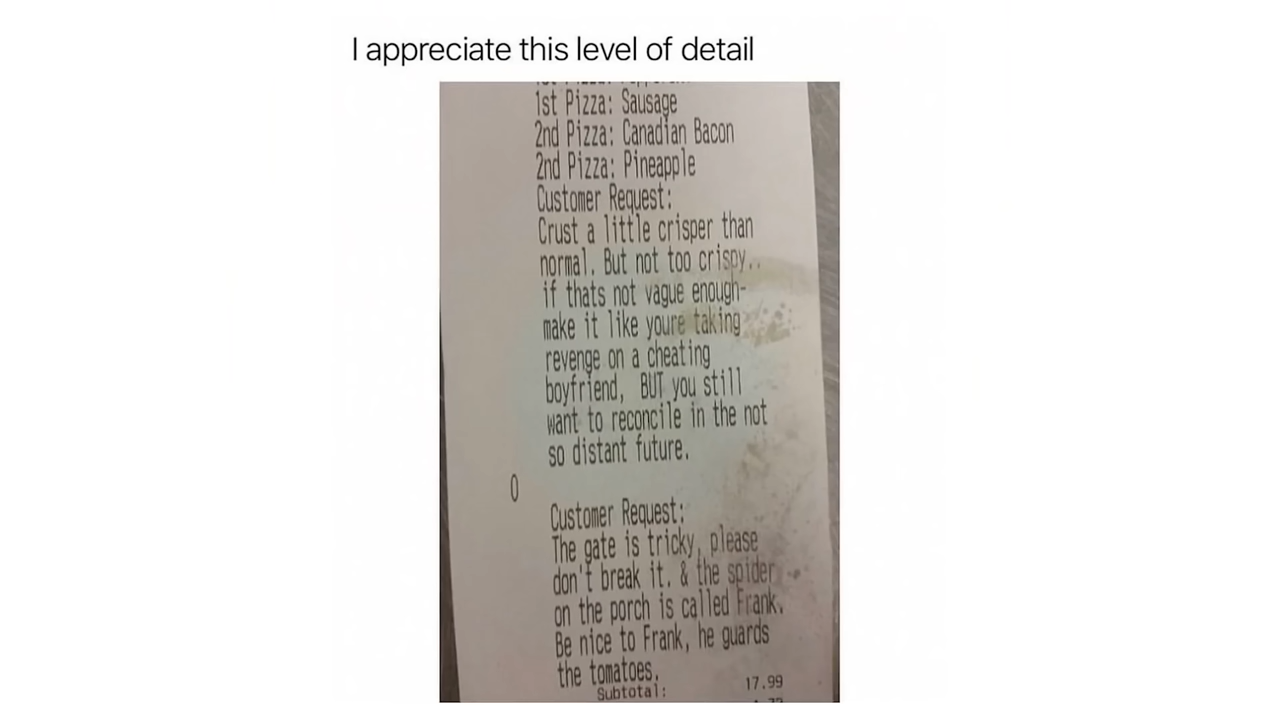 I appreciate this level of detail
1st Pizza: Sausage
2nd Pizza: Canadian Bacon
2nd Pizza: Pineapple
Customer Request:
Crust a little crisper than
normal. But not too crispy..
if thats not vague enough-
make it like youre taking
revenge on a cheating
boyfriend, BUT you still
want to reconcile in the not
so distant future.
0
Customer Request:
The gate is tricky, please
don't break it. & the spider
on the porch is called Frank.
Be nice to Frank, he guards
the tomatoes.
Subtotal: 17.99